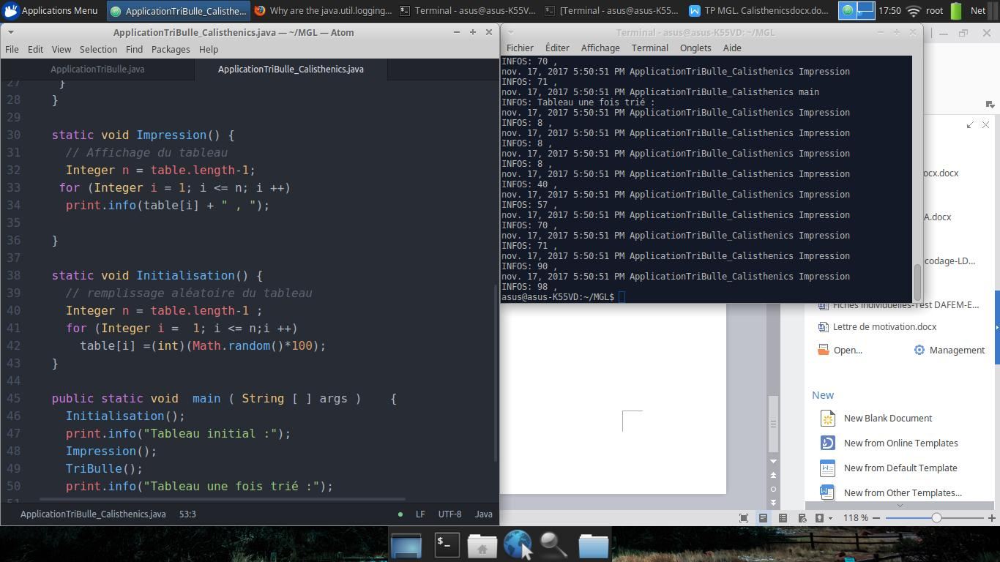 Applications Menu
ApplicationTriBulle_Calisthe...
Why are the java.util.logging...
Terminal - asus@asus-K55V...
[Terminal - asus@asus-K55...
TP MGL. Calisthenicsdocx.do...
17:50
root
Net
ApplicationTriBulle_Calisthenics.java — ~/MGL — Atom
File Edit View Selection Find Packages Help
ApplicationTriBulle.java
ApplicationTriBulle_Calisthenics.java
27 }
28 }
29
30 static void Impression() {
31 // Affichage du tableau
32 Integer n = table.length-1;
33 for (Integer i = 1; i <= n; i ++)
34 print.info(table[i] + " , ");
35
36 }
37
38 static void Initialisation() {
39 // remplissage aléatoire du tableau
40 Integer n = table.length-1 ;
41 for (Integer i =  1; i <= n;i ++)
42 table[i] =(int)(Math.random()*100);
43 }
44
45 public static void  main ( String [ ] args )    {
46 Initialisation();
47 print.info("Tableau initial :");
48 Impression();
49 TriBulle();
50 print.info("Tableau une fois trié :");
51
ApplicationTriBulle_Calisthenics.java 53:3
LF UTF-8 Java
Terminal - asus@asus-K55VD: ~/MGL
Fichier Éditer Affichage Terminal Onglets Aide
INFOS: 70 ,
nov. 17, 2017 5:50:51 PM ApplicationTriBulle_Calisthenics Impression
INFOS: 71 ,
nov. 17, 2017 5:50:51 PM ApplicationTriBulle_Calisthenics main
INFOS: Tableau une fois trié :
nov. 17, 2017 5:50:51 PM ApplicationTriBulle_Calisthenics Impression
INFOS: 8 ,
nov. 17, 2017 5:50:51 PM ApplicationTriBulle_Calisthenics Impression
INFOS: 8 ,
nov. 17, 2017 5:50:51 PM ApplicationTriBulle_Calisthenics Impression
INFOS: 8 ,
nov. 17, 2017 5:50:51 PM ApplicationTriBulle_Calisthenics Impression
INFOS: 40 ,
nov. 17, 2017 5:50:51 PM ApplicationTriBulle_Calisthenics Impression
INFOS: 57 ,
nov. 17, 2017 5:50:51 PM ApplicationTriBulle_Calisthenics Impression
INFOS: 70 ,
nov. 17, 2017 5:50:51 PM ApplicationTriBulle_Calisthenics Impression
INFOS: 71 ,
nov. 17, 2017 5:50:51 PM ApplicationTriBulle_Calisthenics Impression
INFOS: 90 ,
nov. 17, 2017 5:50:51 PM ApplicationTriBulle_Calisthenics Impression
INFOS: 98 ,
asus@asus-K55VD:~/MGL$
ocx.docx
A.docx
codage-LD...
Fiches individuelles-Test DAFEM-E...
Lettre de motivation.docx
Open... Management
New
New Blank Document
New from Online Templates
New from Default Template
New from Other Templates...
118 %